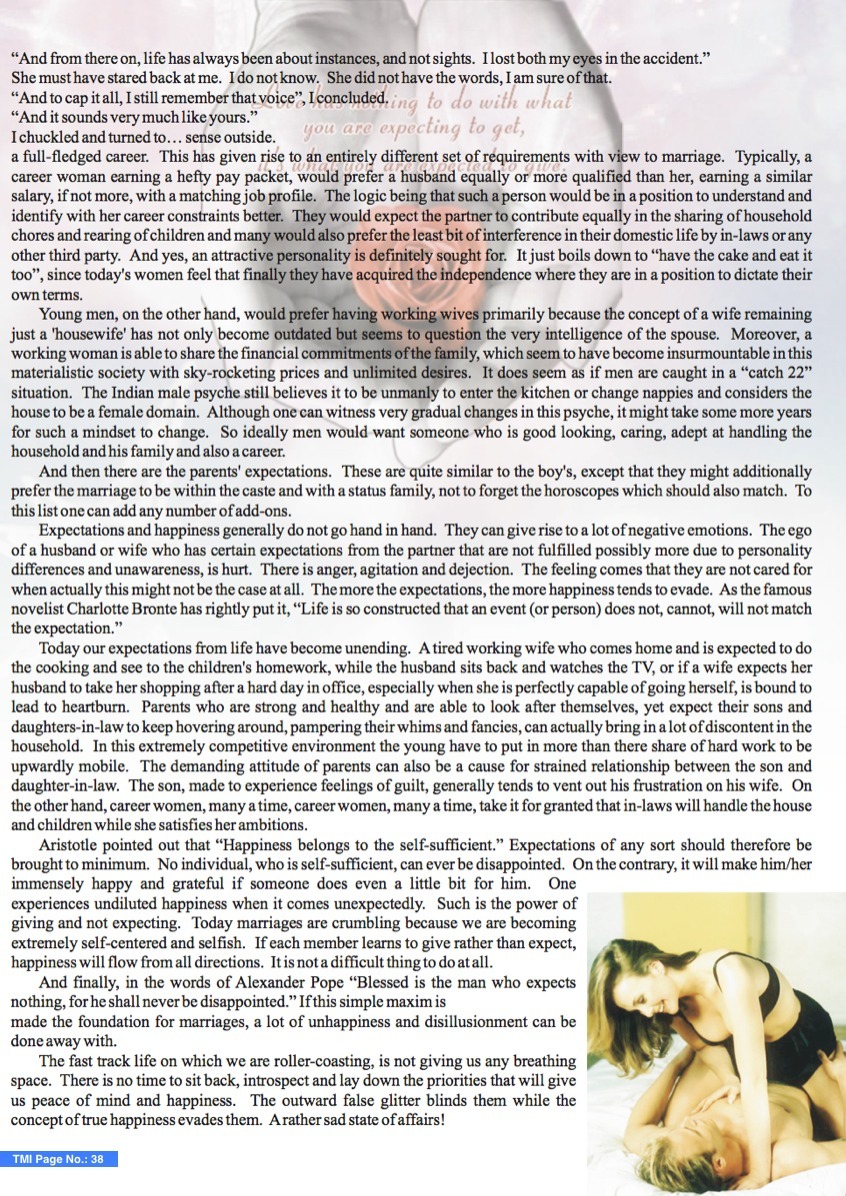 “And from there on, life has always been about instances, and not sights.  I lost both my eyes in the accident.”
She must have stared back at me.  I do not know.  She did not have the words, I am sure of that.
“And to cap it all, I still remember that voice”, I concluded.
“And it sounds very much like yours.”
I chuckled and turned to… sense outside.
Love has nothing to do with what
you are expecting to get,
it's what you are expected to give.
a full-fledged career.  This has given rise to an entirely different set of requirements with view to marriage.  Typically, a
career woman earning a hefty pay packet, would prefer a husband equally or more qualified than her, earning a similar
salary, if not more, with a matching job profile.  The logic being that such a person would be in a position to understand and
identify with her career constraints better.  They would expect the partner to contribute equally in the sharing of household
chores and rearing of children and many would also prefer the least bit of interference in their domestic life by in-laws or any
other third party.  And yes, an attractive personality is definitely sought for.  It just boils down to “have the cake and eat it
too”, since today's women feel that finally they have acquired the independence where they are in a position to dictate their
own terms.
Young men, on the other hand, would prefer having working wives primarily because the concept of a wife remaining
just a 'housewife' has not only become outdated but seems to question the very intelligence of the spouse.  Moreover, a
working woman is able to share the financial commitments of the family, which seem to have become insurmountable in this
materialistic society with sky-rocketing prices and unlimited desires.  It does seem as if men are caught in a “catch 22”
situation.  The Indian male psyche still believes it to be unmanly to enter the kitchen or change nappies and considers the
house to be a female domain.  Although one can witness very gradual changes in this psyche, it might take some more years
for such a mindset to change.  So ideally men would want someone who is good looking, caring, adept at handling the
household and his family and also a career.
And then there are the parents' expectations.  These are quite similar to the boy's, except that they might additionally
prefer the marriage to be within the caste and with a status family, not to forget the horoscopes which should also match.  To
this list one can add any number of add-ons.
Expectations and happiness generally do not go hand in hand.  They can give rise to a lot of negative emotions.  The ego
of a husband or wife who has certain expectations from the partner that are not fulfilled possibly more due to personality
differences and unawareness, is hurt.  There is anger, agitation and dejection.  The feeling comes that they are not cared for
when actually this might not be the case at all.  The more the expectations, the more happiness tends to evade.  As the famous
novelist Charlotte Bronte has rightly put it, “Life is so constructed that an event (or person) does not, cannot, will not match
the expectation.”
Today our expectations from life have become unending.  A tired working wife who comes home and is expected to do
the cooking and see to the children's homework, while the husband sits back and watches the TV, or if a wife expects her
husband to take her shopping after a hard day in office, especially when she is perfectly capable of going herself, is bound to
lead to heartburn.  Parents who are strong and healthy and are able to look after themselves, yet expect their sons and
daughters-in-law to keep hovering around, pampering their whims and fancies, can actually bring in a lot of discontent in the
household.  In this extremely competitive environment the young have to put in more than there share of hard work to be
upwardly mobile.  The demanding attitude of parents can also be a cause for strained relationship between the son and
daughter-in-law.  The son, made to experience feelings of guilt, generally tends to vent out his frustration on his wife.  On
the other hand, career women, many a time, career women, many a time, take it for granted that in-laws will handle the house
and children while she satisfies her ambitions.
Aristotle pointed out that “Happiness belongs to the self-sufficient.” Expectations of any sort should therefore be
brought to minimum.  No individual, who is self-sufficient, can ever be disappointed.  On the contrary, it will make him/her
immensely happy and grateful if someone does even a little bit for him.  One
experiences undiluted happiness when it comes unexpectedly.  Such is the power of
giving and not expecting.  Today marriages are crumbling because we are becoming
extremely self-centered and selfish.  If each member learns to give rather than expect,
happiness will flow from all directions.  It is not a difficult thing to do at all.
And finally, in the words of Alexander Pope “Blessed is the man who expects
nothing, for he shall never be disappointed.” If this simple maxim is
made the foundation for marriages, a lot of unhappiness and disillusionment can be
done away with.
The fast track life on which we are roller-coasting, is not giving us any breathing
space.  There is no time to sit back, introspect and lay down the priorities that will give
us peace of mind and happiness.  The outward false glitter blinds them while the
concept of true happiness evades them.  A rather sad state of affairs!
TMI Page No.: 38